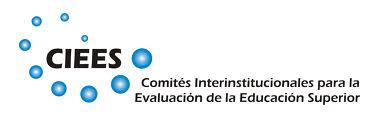 CIEES
Comités Interinstitucionales para la
Evaluación de la Educación Superior